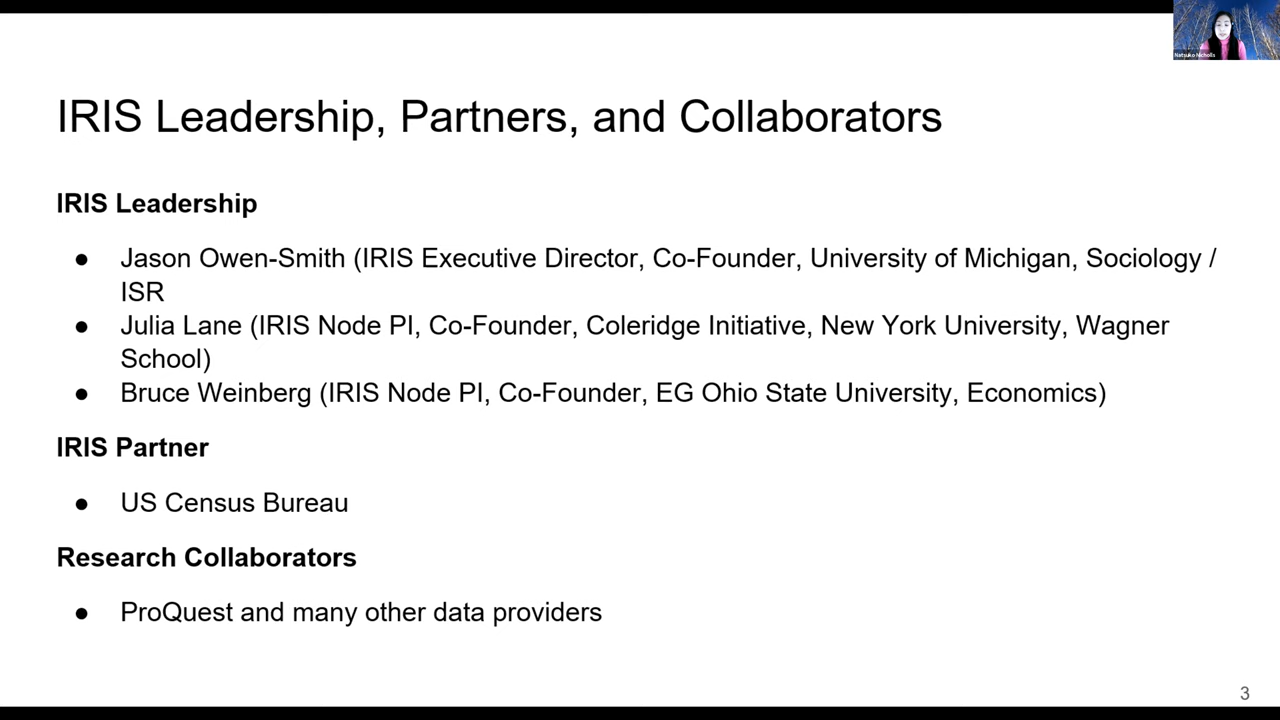 Natsuko Nicholls
IRIS Leadership, Partners, and Collaborators
IRIS Leadership
● Jason Owen-Smith (IRIS Executive Director, Co-Founder, University of Michigan, Sociology /
ISR
● Julia Lane (IRIS Node PI, Co-Founder, Coleridge Initiative, New York University, Wagner
School)
● Bruce Weinberg (IRIS Node PI, Co-Founder, EG Ohio State University, Economics)
IRIS Partner
● US Census Bureau
Research Collaborators
● ProQuest and many other data providers
3